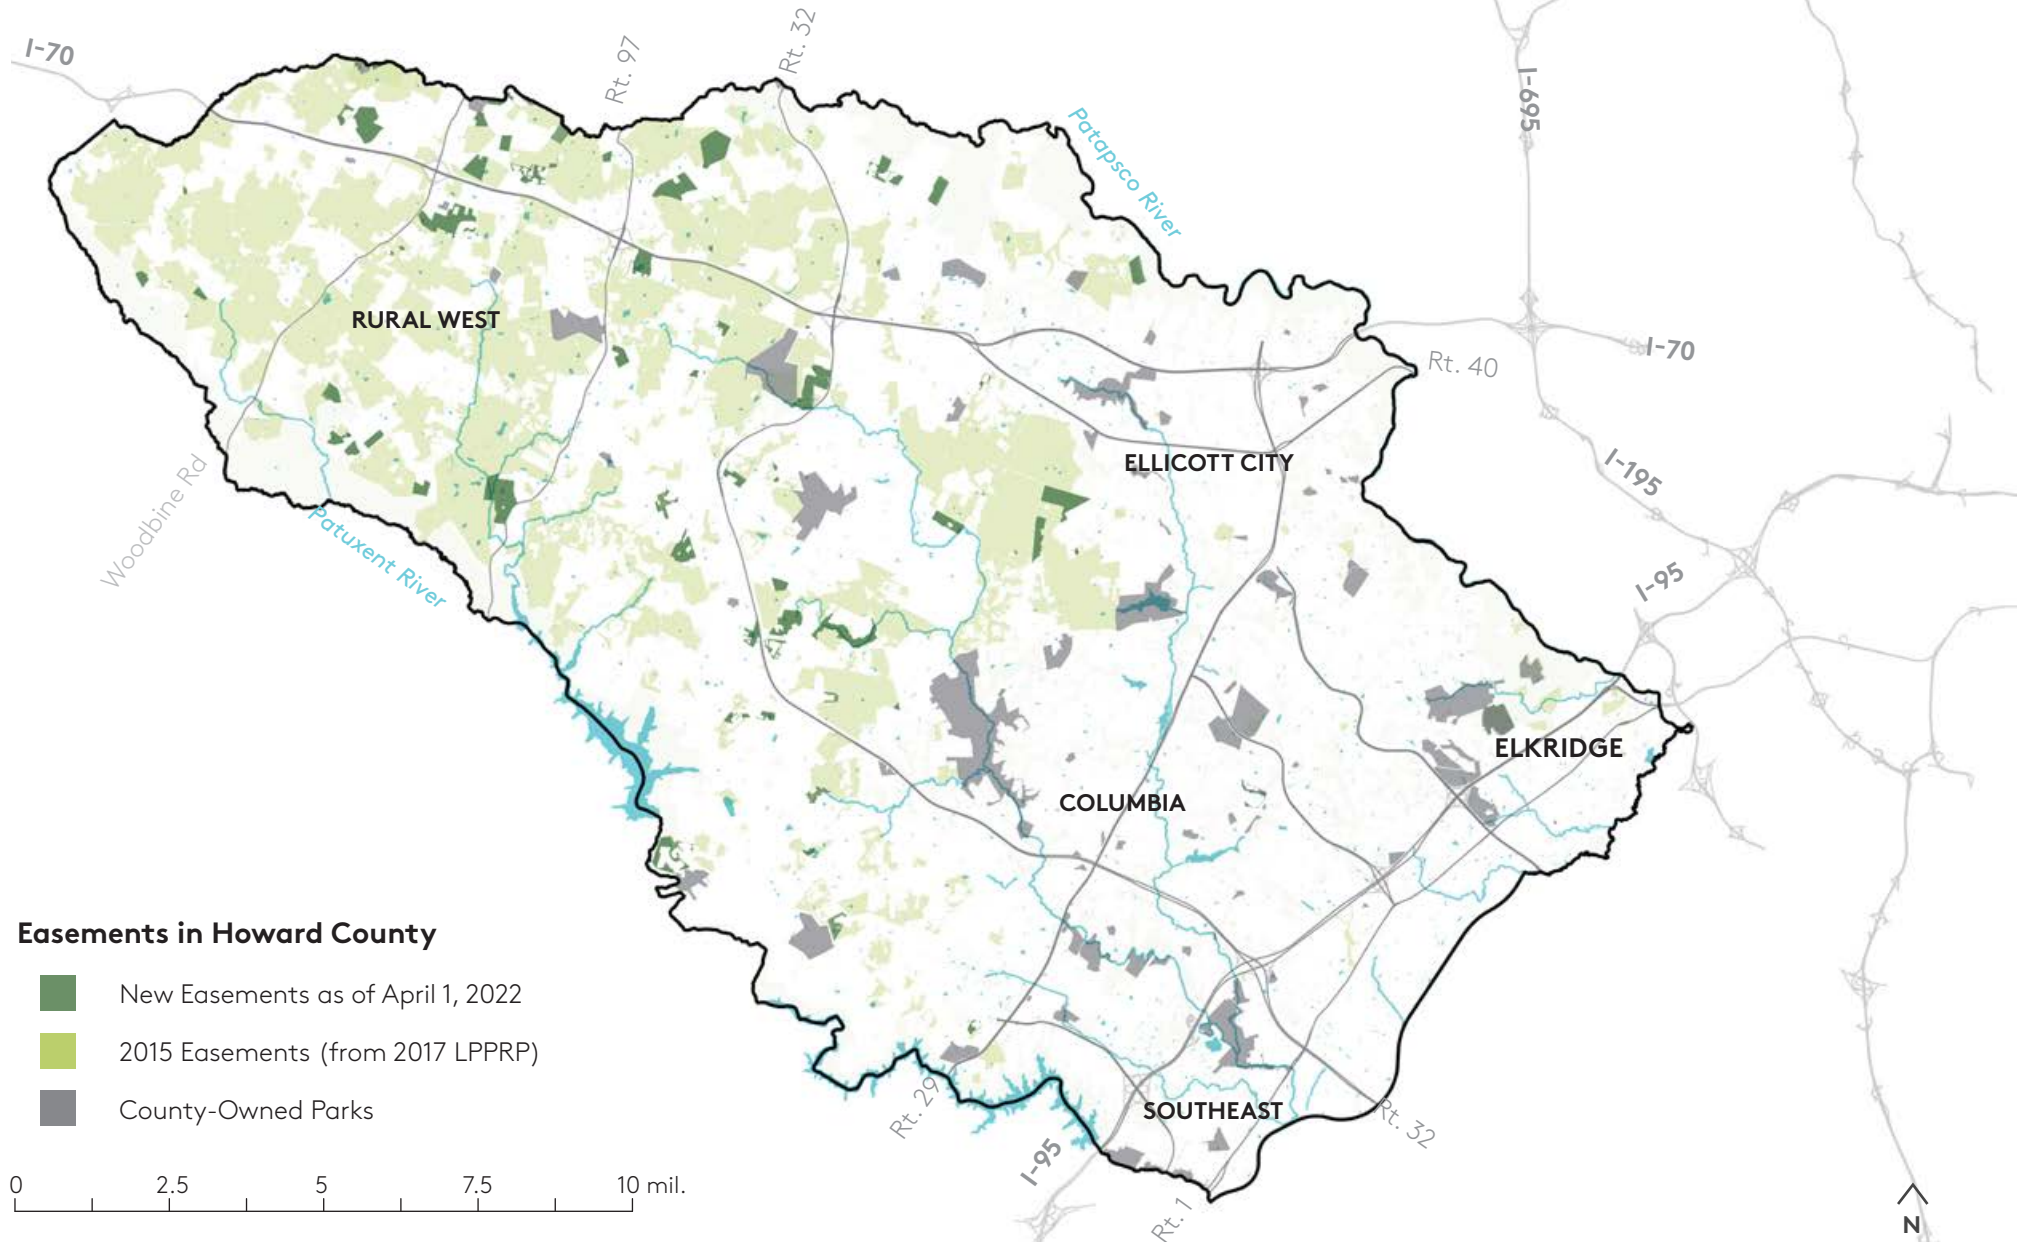 I-70
Rt. 97
Rt. 32
I-695
Patapsco River
RURAL WEST
I-70
Rt. 40
ELLICOTT CITY
I-195
Woodbine Rd
Patuxent River
I-95
ELKRIDGE
COLUMBIA
Easements in Howard County
New Easements as of April 1, 2022
2015 Easements (from 2017 LPPRP)
County-Owned Parks
Rt. 29
SOUTHEAST
Rt. 32
I-95
Rt. 1
0 2.5 5 7.5 10 mil.
N